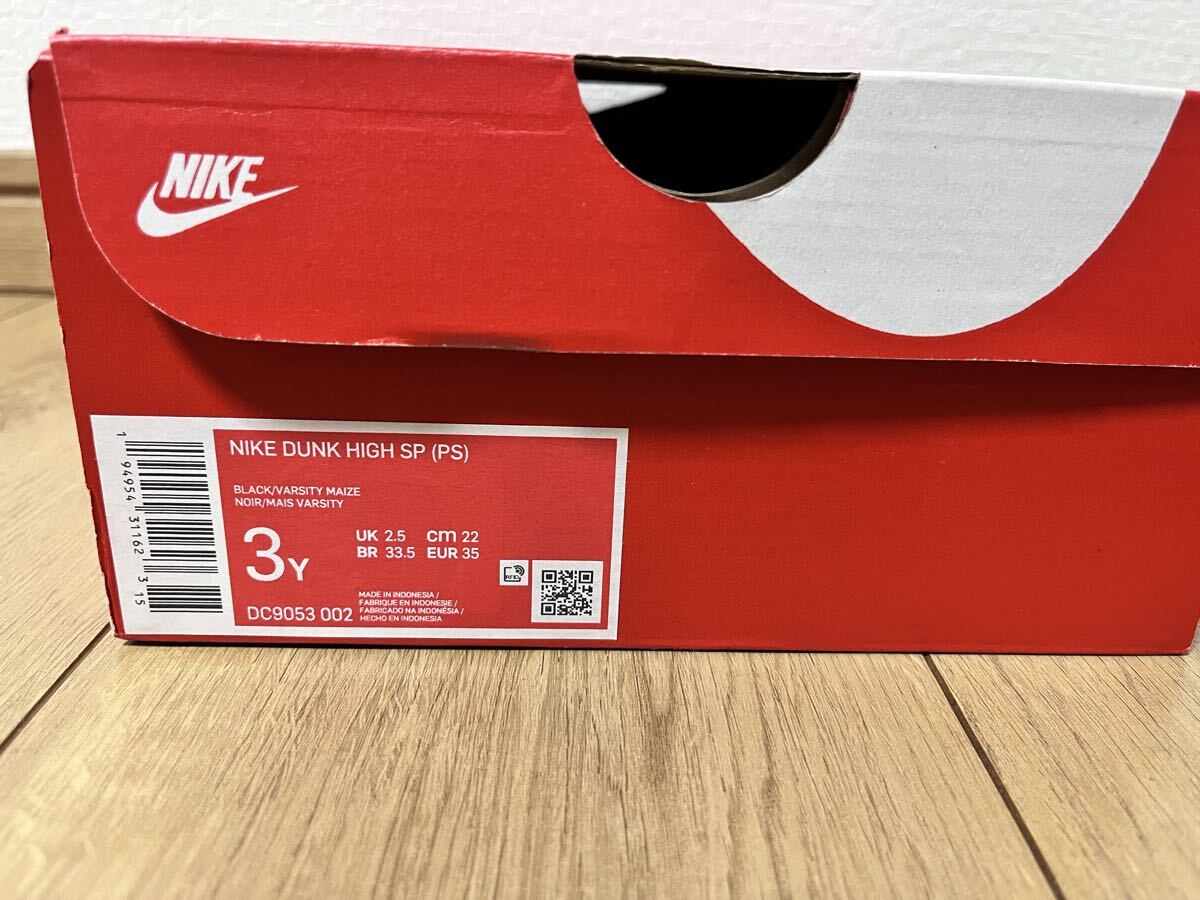 NIKE
NIKE DUNK HIGH SP (PS)
BLACK/VARSITY MAIZE
NOIR/MAIS VARSITY
3Y
UK 2.5 cm 22
BR 33.5 EUR 35
DC9053 002
MADE IN INDONESIA /
FABRIQUE EN INDONESIE /
FABRICADO NA INDONÉSIA /
HECHO EN INDONESIA
RFID
1 94954 31162 3 15